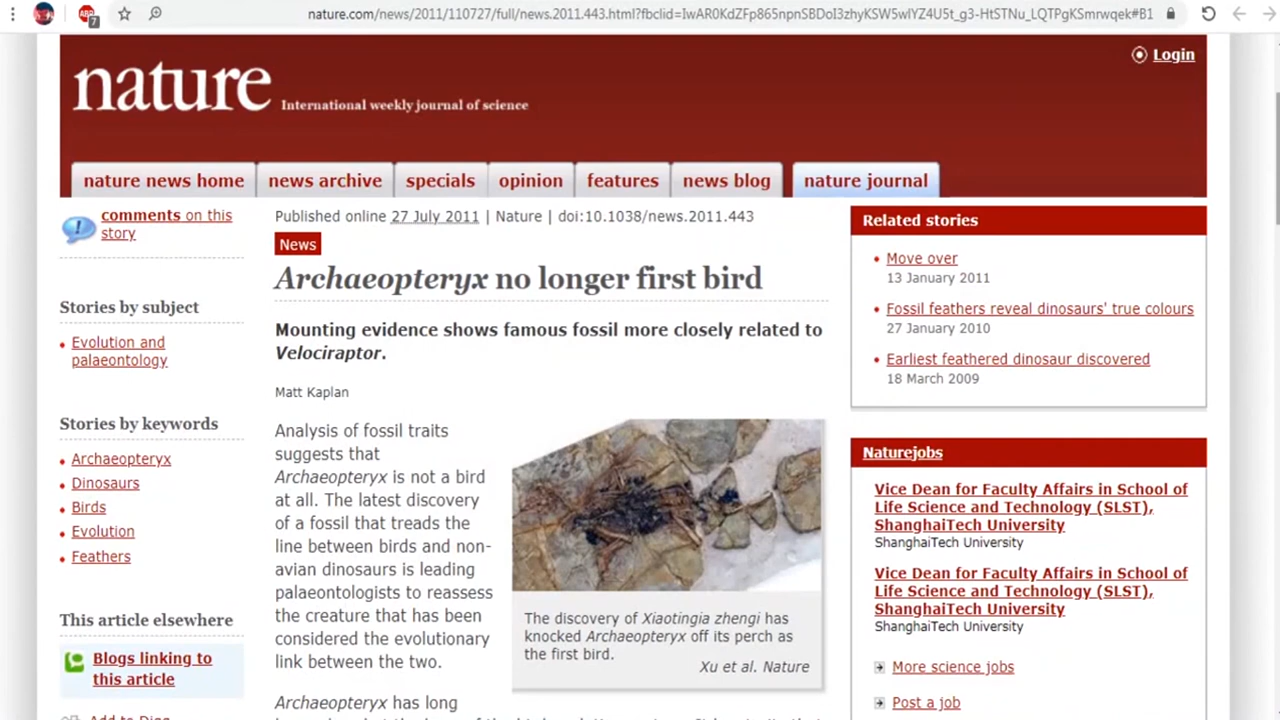 nature.com/news/2011/110727/full/news.2011.443.html?fbclid=IwAR0KdZFp865npnSBDoI3zhyKSW5wlYZ4U5t_g3-HtSTNu_LQTPgKSmrwqek#B1
ABP
7
Login
nature International weekly journal of science
nature news home news archive specials opinion features news blog nature journal
comments on this
story
Stories by subject
Evolution and
palaeontology
Stories by keywords
Archaeopteryx
Dinosaurs
Birds
Evolution
Feathers
This article elsewhere
Blogs linking to
this article
Add to Digg
Published online 27 July 2011 | Nature | doi:10.1038/news.2011.443
News
Archaeopteryx no longer first bird
Mounting evidence shows famous fossil more closely related to
Velociraptor.
Matt Kaplan
Analysis of fossil traits
suggests that
Archaeopteryx is not a bird
at all. The latest discovery
of a fossil that treads the
line between birds and non-
avian dinosaurs is leading
palaeontologists to reassess
the creature that has been
considered the evolutionary
link between the two.
Archaeopteryx has long
The discovery of Xiaotingia zhengi has
knocked Archaeopteryx off its perch as
the first bird.
Xu et al. Nature
Related stories
Move over
13 January 2011
Fossil feathers reveal dinosaurs' true colours
27 January 2010
Earliest feathered dinosaur discovered
18 March 2009
Naturejobs
Vice Dean for Faculty Affairs in School of
Life Science and Technology (SLST),
ShanghaiTech University
ShanghaiTech University
Vice Dean for Faculty Affairs in School of
Life Science and Technology (SLST),
ShanghaiTech University
ShanghaiTech University
More science jobs
Post a job